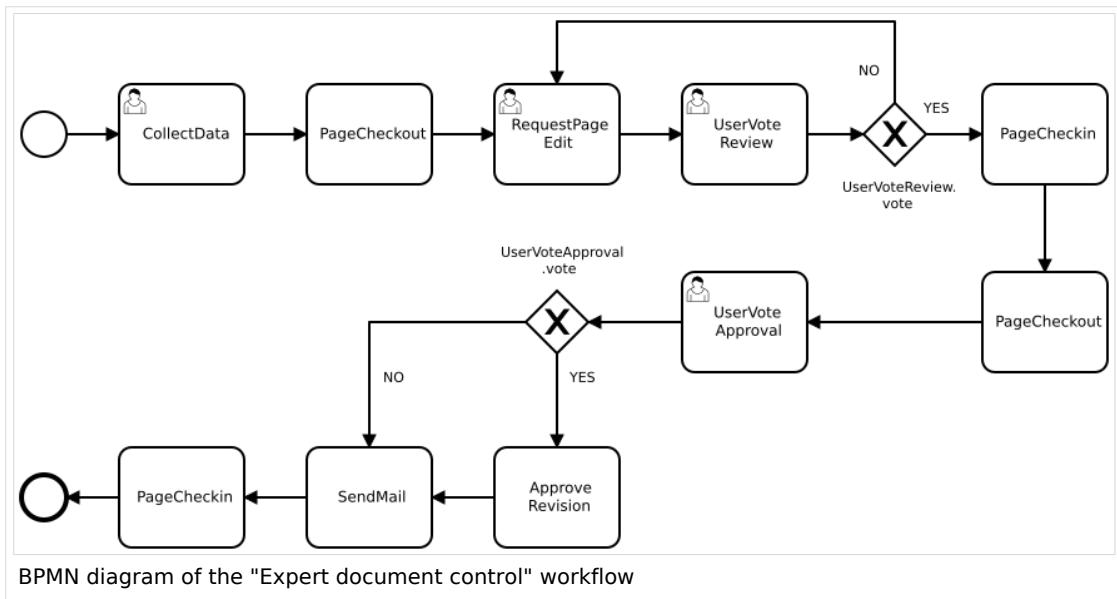 NO
CollectData
PageCheckout
RequestPage
Edit
UserVote
Review
YES
PageCheckin
UserVoteReview.
vote
UserVoteApproval
.vote
UserVote
Approval
PageCheckout
NO
YES
PageCheckin
SendMail
Approve
Revision
BPMN diagram of the "Expert document control" workflow